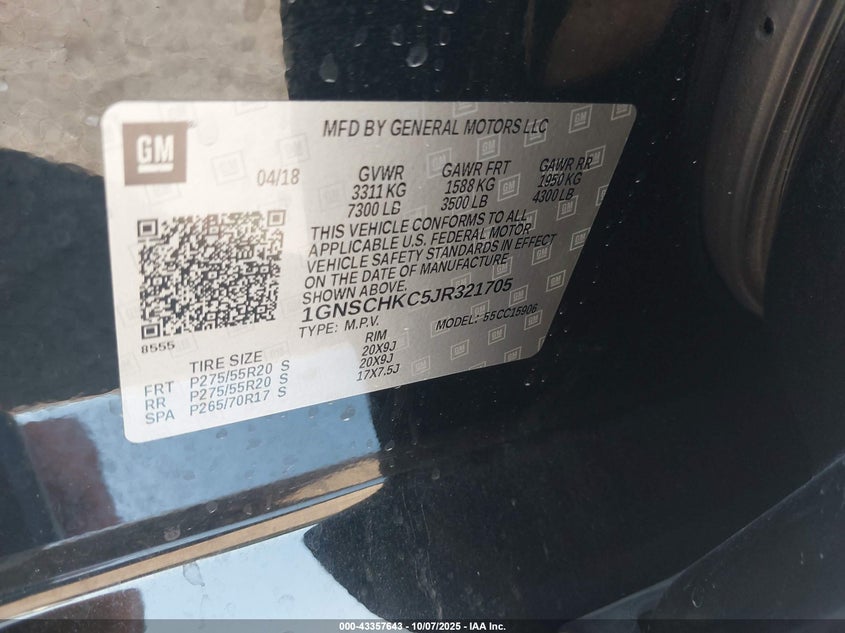 GM
MFD BY GENERAL MOTORS LLC
04/18
GVWR
3311 KG
7300 LB
GAWR FRT
1588 KG
3500 LB
GAWR RR
1950 KG
4300 LB
THIS VEHICLE CONFORMS TO ALL
APPLICABLE U.S. FEDERAL MOTOR
VEHICLE SAFETY STANDARDS IN EFFECT
ON THE DATE OF MANUFACTURE
SHOWN ABOVE.
1GNSCHKC5JR321705
TYPE: M.P.V.
MODEL: 55CC15906
8555
TIRE SIZE
RIM
FRT P275/55R20 S 20X9J
RR P275/55R20 S 20X9J
SPA P265/70R17 S 17X7.5J
000-43357643 - 10/07/2025 - IAA Inc.